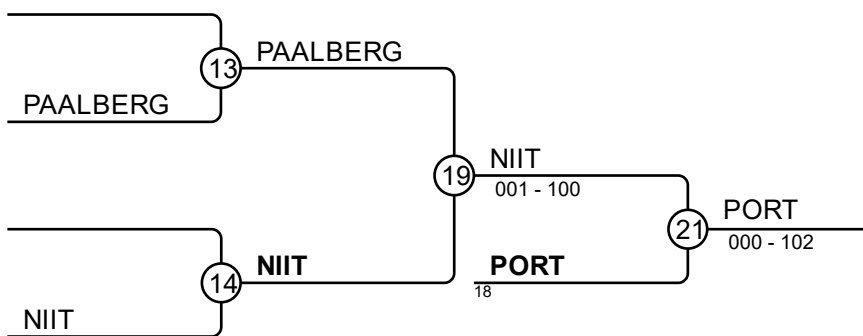 PAALBERG
13
PAALBERG
NIIT
19
001 - 100
PORT
21
000 - 102
NIIT
PORT
14
18
NIIT